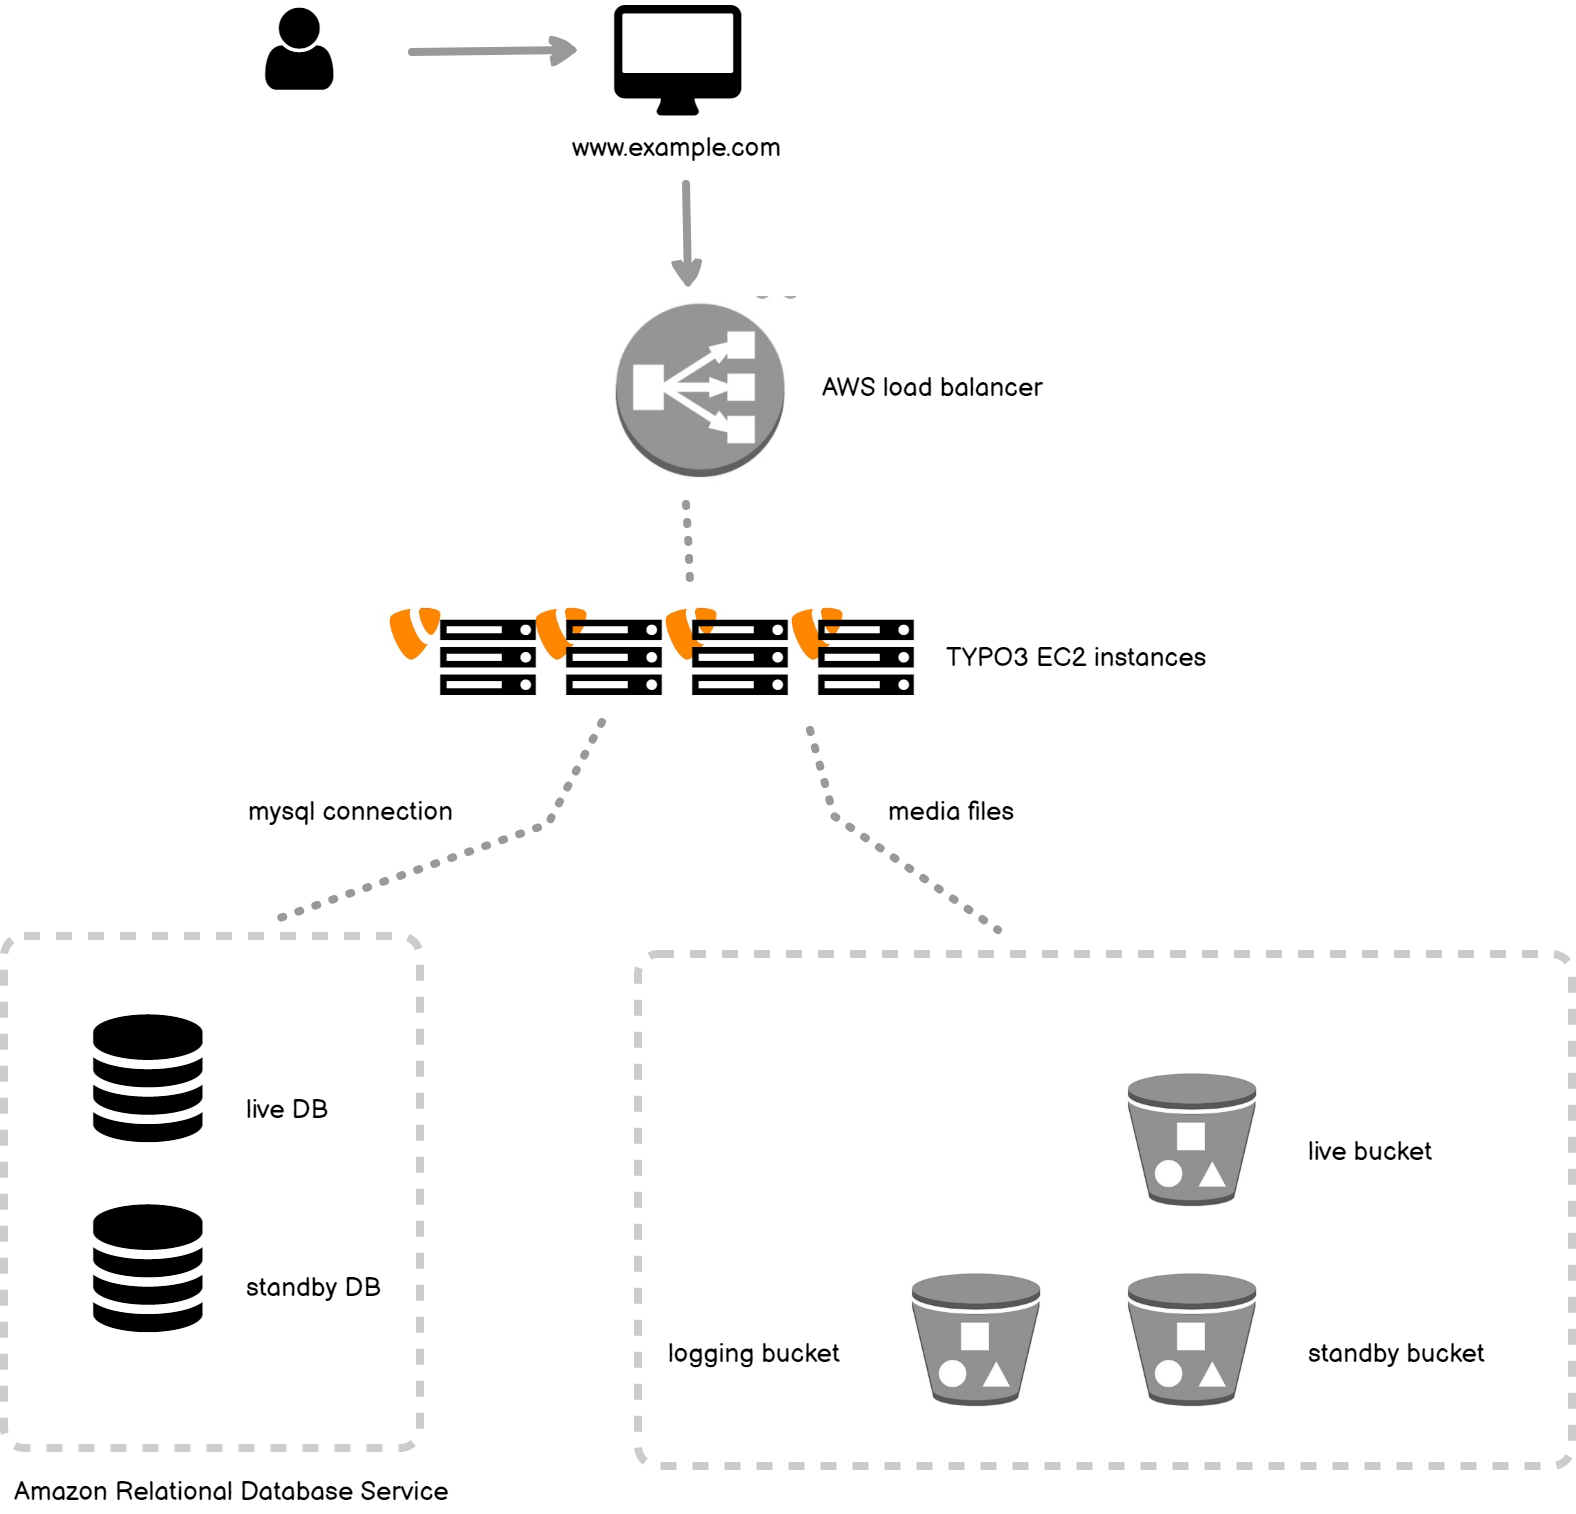 www.example.com
AWS load balancer
TYPO3 EC2 instances
mysql connection
media files
live DB
live bucket
standby DB
logging bucket
standby bucket
Amazon Relational Database Service